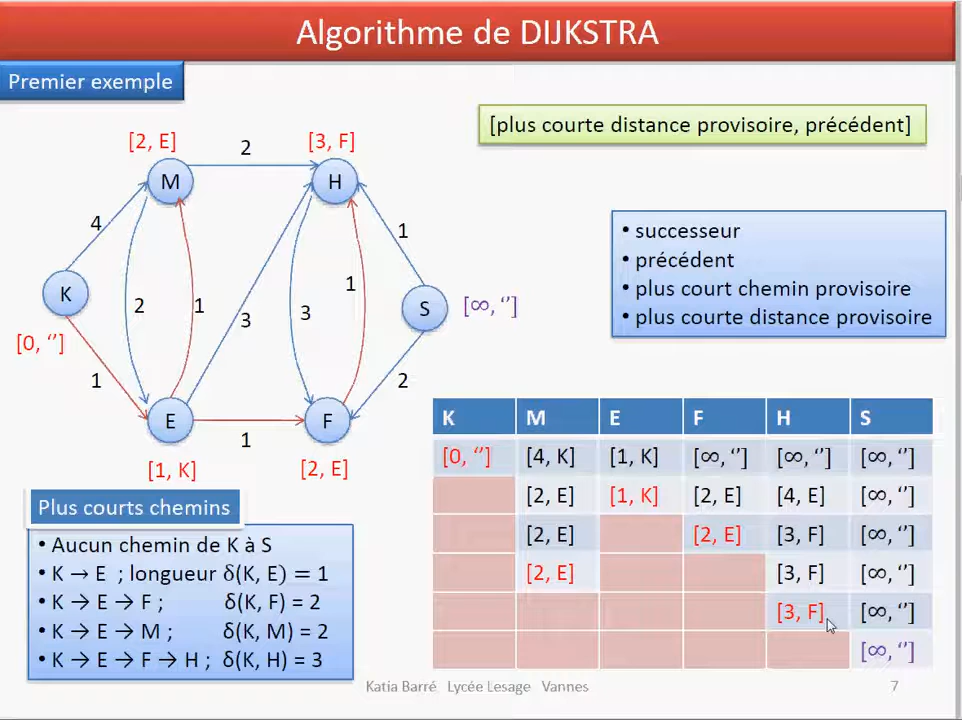 Algorithme de DIJKSTRA
Premier exemple
[plus courte distance provisoire, précédent]
[2, E]
2
[3, F]
M
H
4
1
• successeur
• précédent
• plus court chemin provisoire
• plus courte distance provisoire
K
2
1
3
3
1
S
[∞, ‘’]
[0, ‘’]
1
2
E
1
F
[1, K]
[2, E]
K M E F H S
[0, ‘’] [4, K] [1, K] [∞, ‘’] [∞, ‘’] [∞, ‘’]
[2, E] [1, K] [2, E] [4, E] [∞, ‘’]
[2, E] [2, E] [3, F] [∞, ‘’]
[2, E] [3, F] [∞, ‘’]
[3, F] [∞, ‘’]
[∞, ‘’]
Plus courts chemins
• Aucun chemin de K à S
• K → E ; longueur δ(K, E) = 1
• K → E → F ; δ(K, F) = 2
• K → E → M ; δ(K, M) = 2
• K → E → F → H ; δ(K, H) = 3
Katia Barré Lycée Lesage Vannes
7